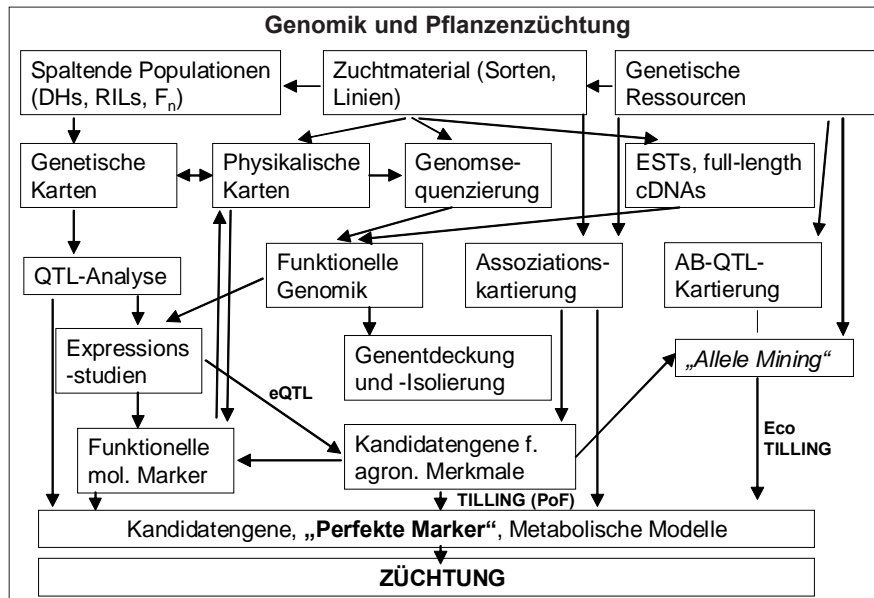 Genomik und Pflanzenzüchtung
Spaltende Populationen
(DHs, RILs, Fn)
Zuchtmaterial (Sorten,
Linien)
Genetische
Ressourcen
Genetische
Karten
Physikalische
Karten
Genomse-
quenzierung
ESTs, full-length
cDNAs
QTL-Analyse
Funktionelle
Genomik
Assoziations-
kartierung
AB-QTL-
Kartierung
Expressions
-studien
Genentdeckung
und -Isolierung
„Allele Mining“
eQTL
Funktionelle
mol. Marker
Kandidatengene f.
agron. Merkmale
Eco
TILLING
TILLING (PoF)
Kandidatengene, „Perfekte Marker“, Metabolische Modelle
ZÜCHTUNG